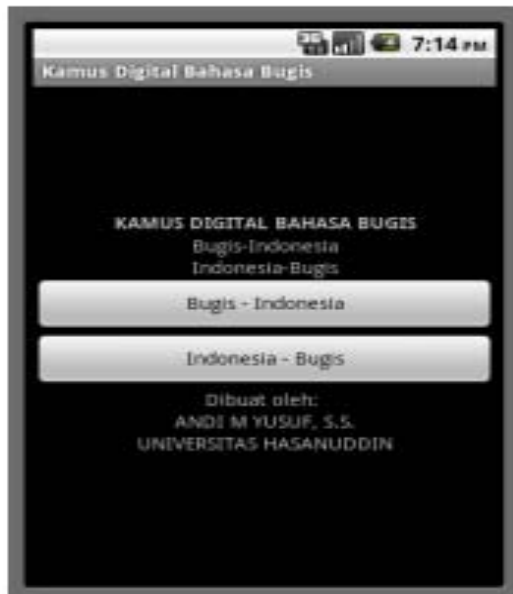 7:14 PM
Kamus Digital Bahasa Bugis
KAMUS DIGITAL BAHASA BUGIS
Bugis-Indonesia
Indonesia-Bugis
Bugis - Indonesia
Indonesia - Bugis
Dibuat oleh:
ANDI M YUSUF, S.S.
UNIVERSITAS HASANUDDIN